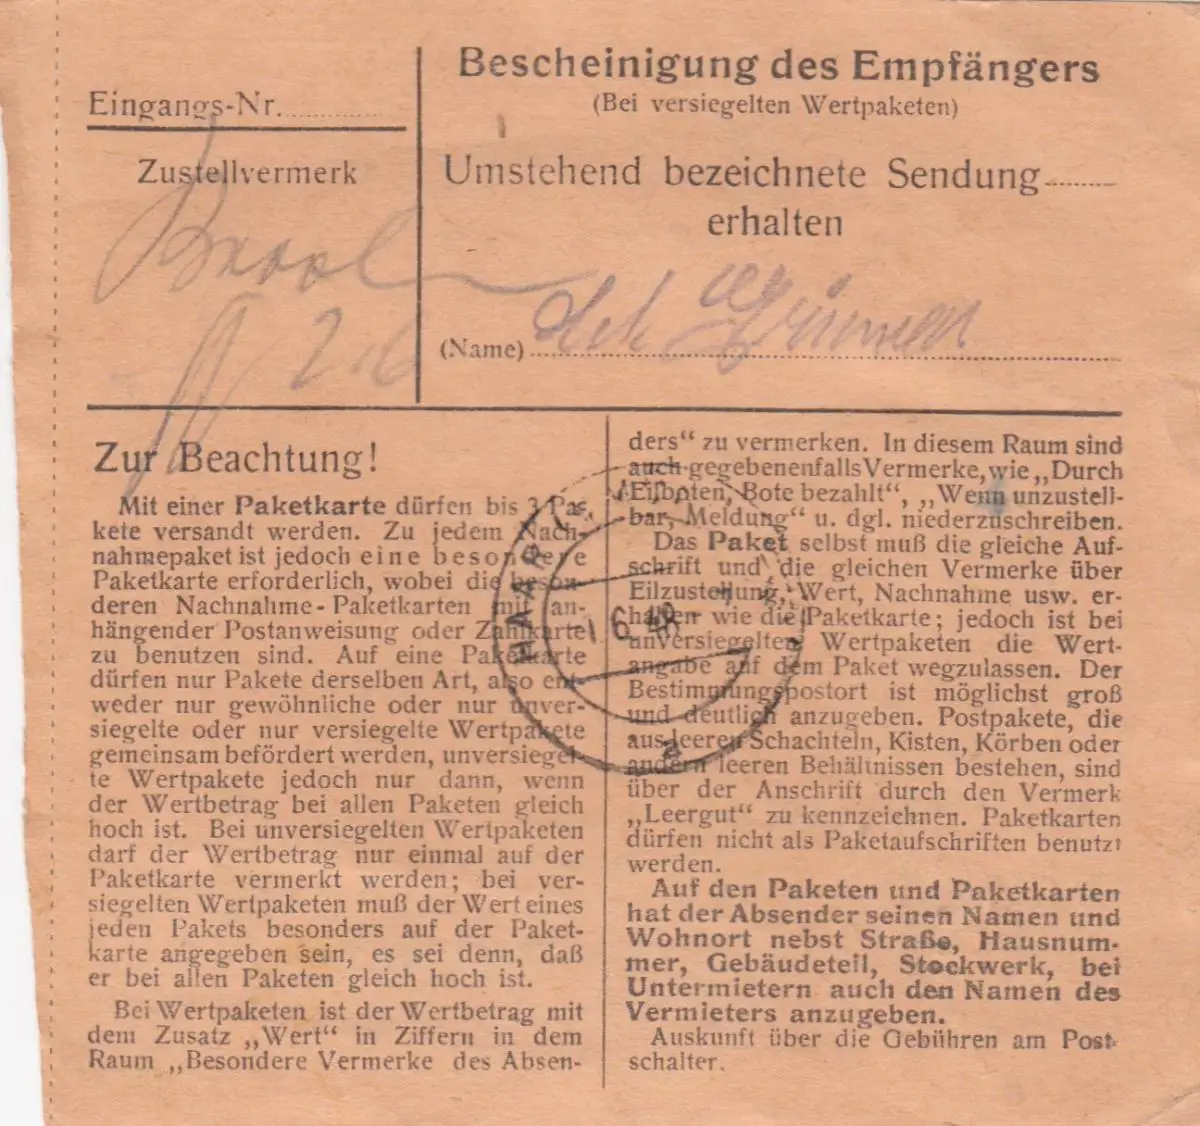 Eingangs-Nr.
Zustellvermerk
2.6
Bescheinigung des Empfängers
(Bei versiegelten Wertpaketen)
Umstehend bezeichnete Sendung
erhalten
(Name)
Zur Beachtung!
Mit einer Paketkarte dürfen bis 3 Pa-
kete versandt werden. Zu jedem Nach-
nahmepaket ist jedoch eine besondere
Paketkarte erforderlich, wobei die beson-
deren Nachnahme-Paketkarten mit an-
hängender Postanweisung oder Zahlkarte
zu benutzen sind. Auf eine Paketkarte
dürfen nur Pakete derselben Art, also ent-
weder nur gewöhnliche oder nur unver-
siegelte oder nur versiegelte Wertpakete
gemeinsam befördert werden, unversiegel-
te Wertpakete jedoch nur dann, wenn
der Wertbetrag bei allen Paketen gleich
hoch ist. Bei unversiegelten Wertpaketen
darf der Wertbetrag nur einmal auf der
Paketkarte vermerkt werden; bei ver-
siegelten Wertpaketen muß der Wert eines
jeden Pakets besonders auf der Paket-
karte angegeben sein, es sei denn, daß
er bei allen Paketen gleich hoch ist.
Bei Wertpaketen ist der Wertbetrag mit
dem Zusatz „Wert“ in Ziffern in dem
Raum „Besondere Vermerke des Absen-
ders“ zu vermerken. In diesem Raum sind
auch gegebenenfalls Vermerke, wie „Durch
Eilboten, Bote bezahlt“, „Wenn unzustell-
bar, Meldung“ u. dgl. niederzuschreiben.
Das Paket selbst muß die gleiche Auf-
schrift und die gleichen Vermerke über
Eilzustellung, Wert, Nachnahme usw. er-
halten wie die Paketkarte; jedoch ist bei
unversiegelten Wertpaketen die Wert-
angabe auf dem Paket wegzulassen. Der
Bestimmungspostort ist möglichst groß
und deutlich anzugeben. Postpakete, die
aus leeren Schachteln, Kisten, Körben oder
andern leeren Behältnissen bestehen, sind
über der Anschrift durch den Vermerk
„Leergut“ zu kennzeichnen. Paketkarten
dürfen nicht als Paketaufschriften benutzt
werden.
Auf den Paketen und Paketkarten
hat der Absender seinen Namen und
Wohnort nebst Straße, Hausnum-
mer, Gebäudeteil, Stockwerk, bei
Untermietern auch den Namen des
Vermieters anzugeben.
Auskunft über die Gebühren am Post-
schalter.
HAAR
1.6.48
a